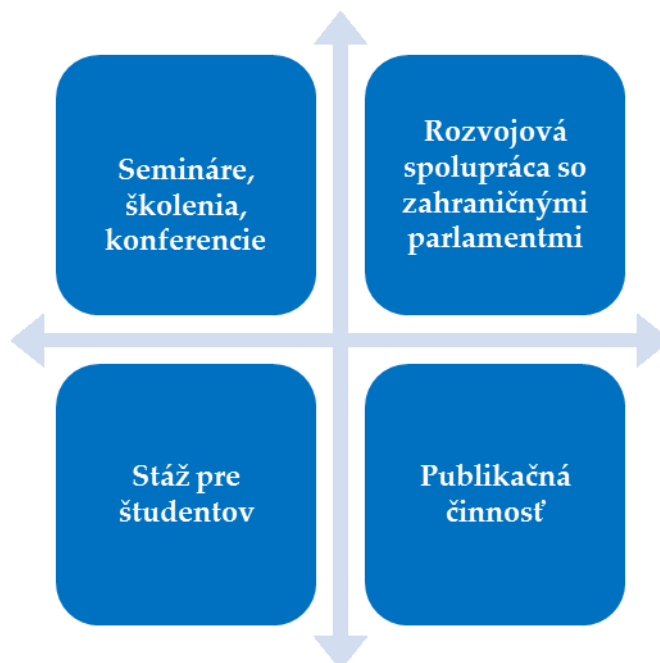 Semináre,
školenia,
konferencie
Rozvojová
spolupráca so
zahraničnými
parlamentmi
Stáž pre
študentov
Publikačná
činnosť